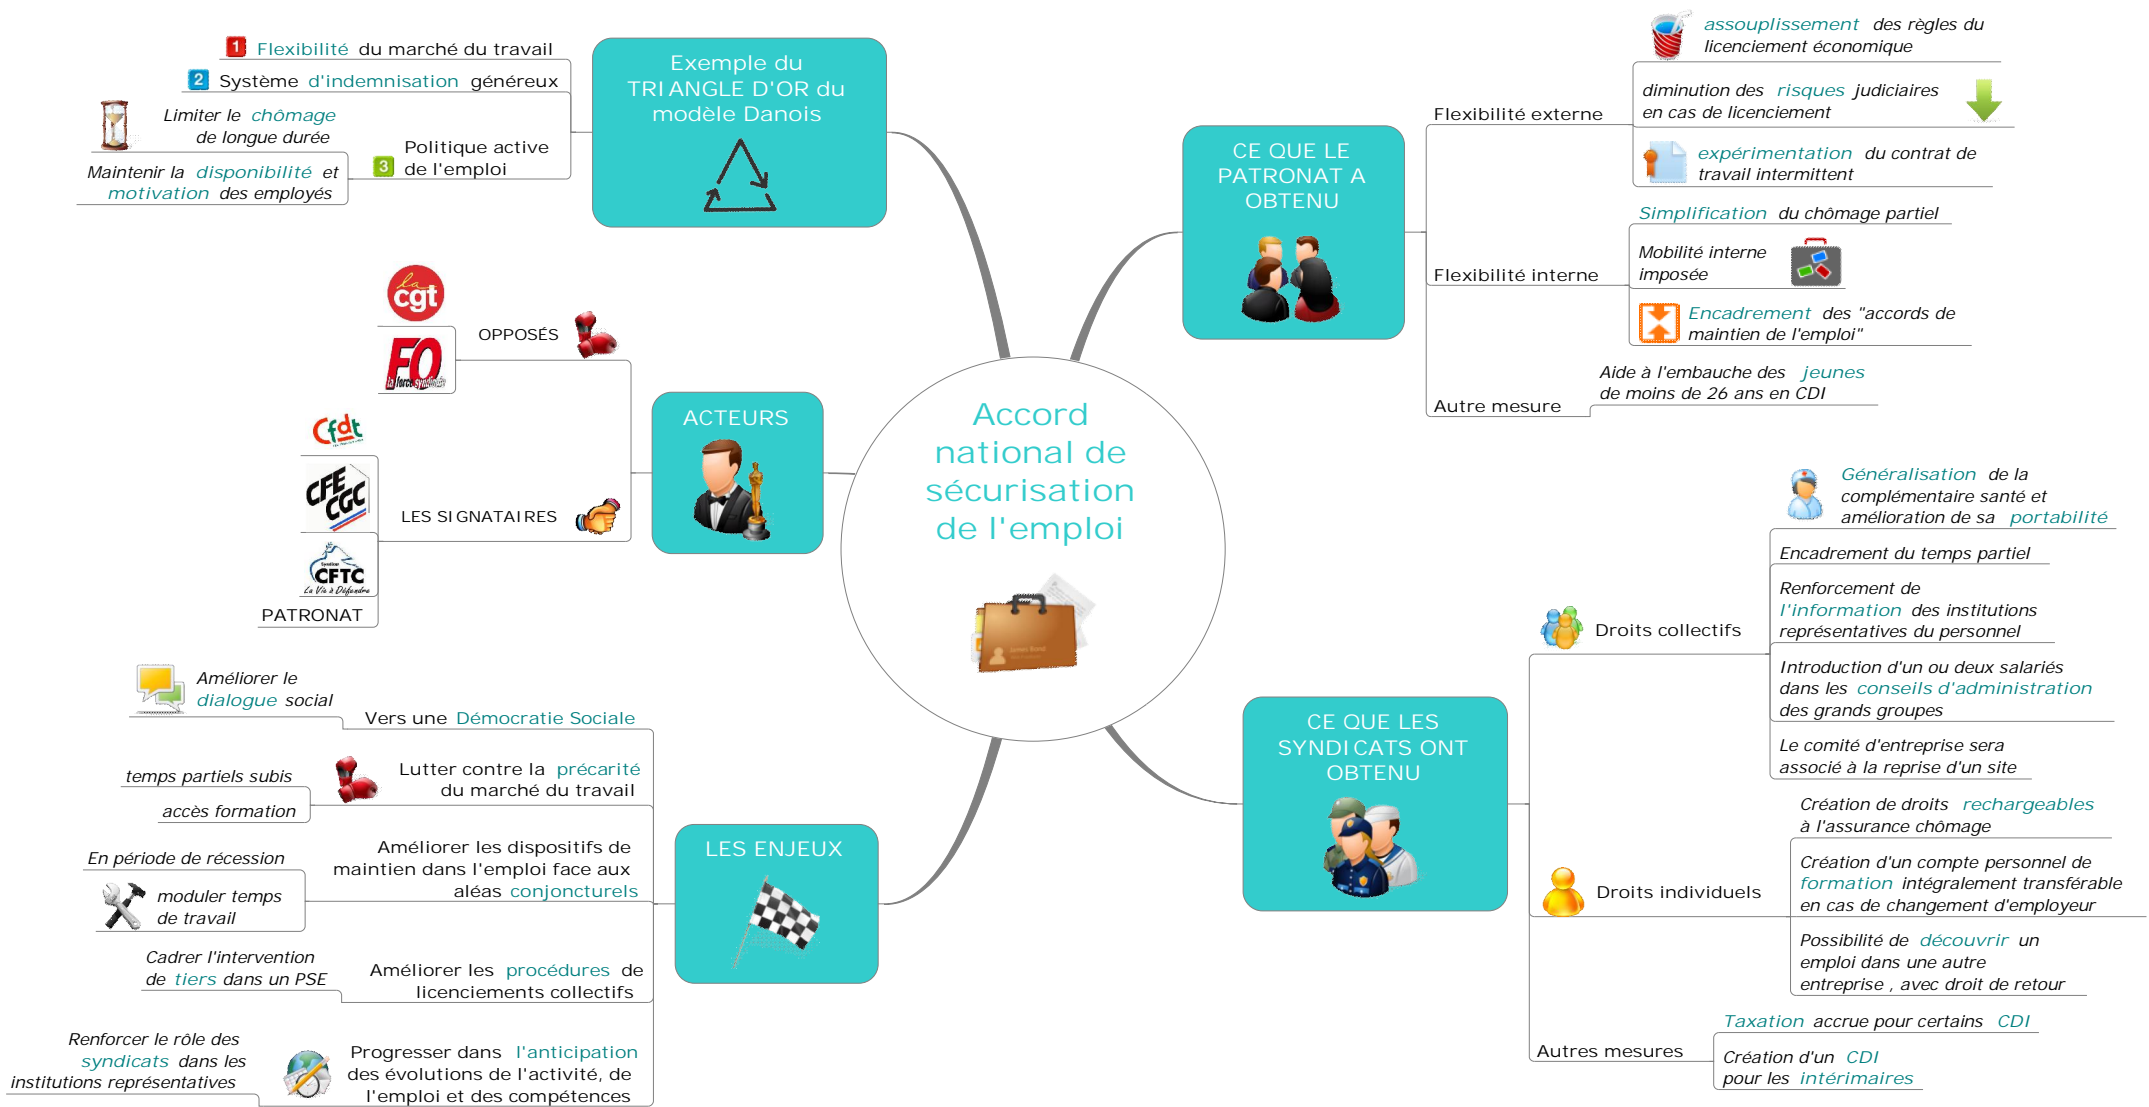 Accord
national de
sécurisation
de l'emploi
Exemple du
TRIANGLE D'OR du
modèle Danois
1 Flexibilité du marché du travail
2 Système d'indemnisation généreux
3 Politique active
de l'emploi
Limiter le chômage
de longue durée
Maintenir la disponibilité et
motivation des employés
ACTEURS
OPPOSÉS
la
cgt
FO
la force syndicale
LES SIGNATAIRES
Cfdt
CFE
CGC
Syndicat
CFTC
La Vie à Défendre
PATRONAT
LES ENJEUX
Vers une Démocratie Sociale
Améliorer le
dialogue social
Lutter contre la précarité
du marché du travail
temps partiels subis
accès formation
Améliorer les dispositifs de
maintien dans l'emploi face aux
aléas conjoncturels
En période de récession
moduler temps
de travail
Améliorer les procédures de
licenciements collectifs
Cadrer l'intervention
de tiers dans un PSE
Progresser dans l'anticipation
des évolutions de l'activité, de
l'emploi et des compétences
Renforcer le rôle des
syndicats dans les
institutions représentatives
CE QUE LE
PATRONAT A
OBTENU
Flexibilité externe
assouplissement des règles du
licenciement économique
diminution des risques judiciaires
en cas de licenciement
expérimentation du contrat de
travail intermittent
Flexibilité interne
Simplification du chômage partiel
Mobilité interne
imposée
Encadrement des "accords de
maintien de l'emploi"
Autre mesure
Aide à l'embauche des jeunes
de moins de 26 ans en CDI
CE QUE LES
SYNDICATS ONT
OBTENU
Droits collectifs
Généralisation de la
complémentaire santé et
amélioration de sa portabilité
Encadrement du temps partiel
Renforcement de
l'information des institutions
représentatives du personnel
Introduction d'un ou deux salariés
dans les conseils d'administration
des grands groupes
Le comité d'entreprise sera
associé à la reprise d'un site
Droits individuels
Création de droits rechargeables
à l'assurance chômage
Création d'un compte personnel de
formation intégralement transférable
en cas de changement d'employeur
Possibilité de découvrir un
emploi dans une autre
entreprise , avec droit de retour
Autres mesures
Taxation accrue pour certains CDI
Création d'un CDI
pour les intérimaires